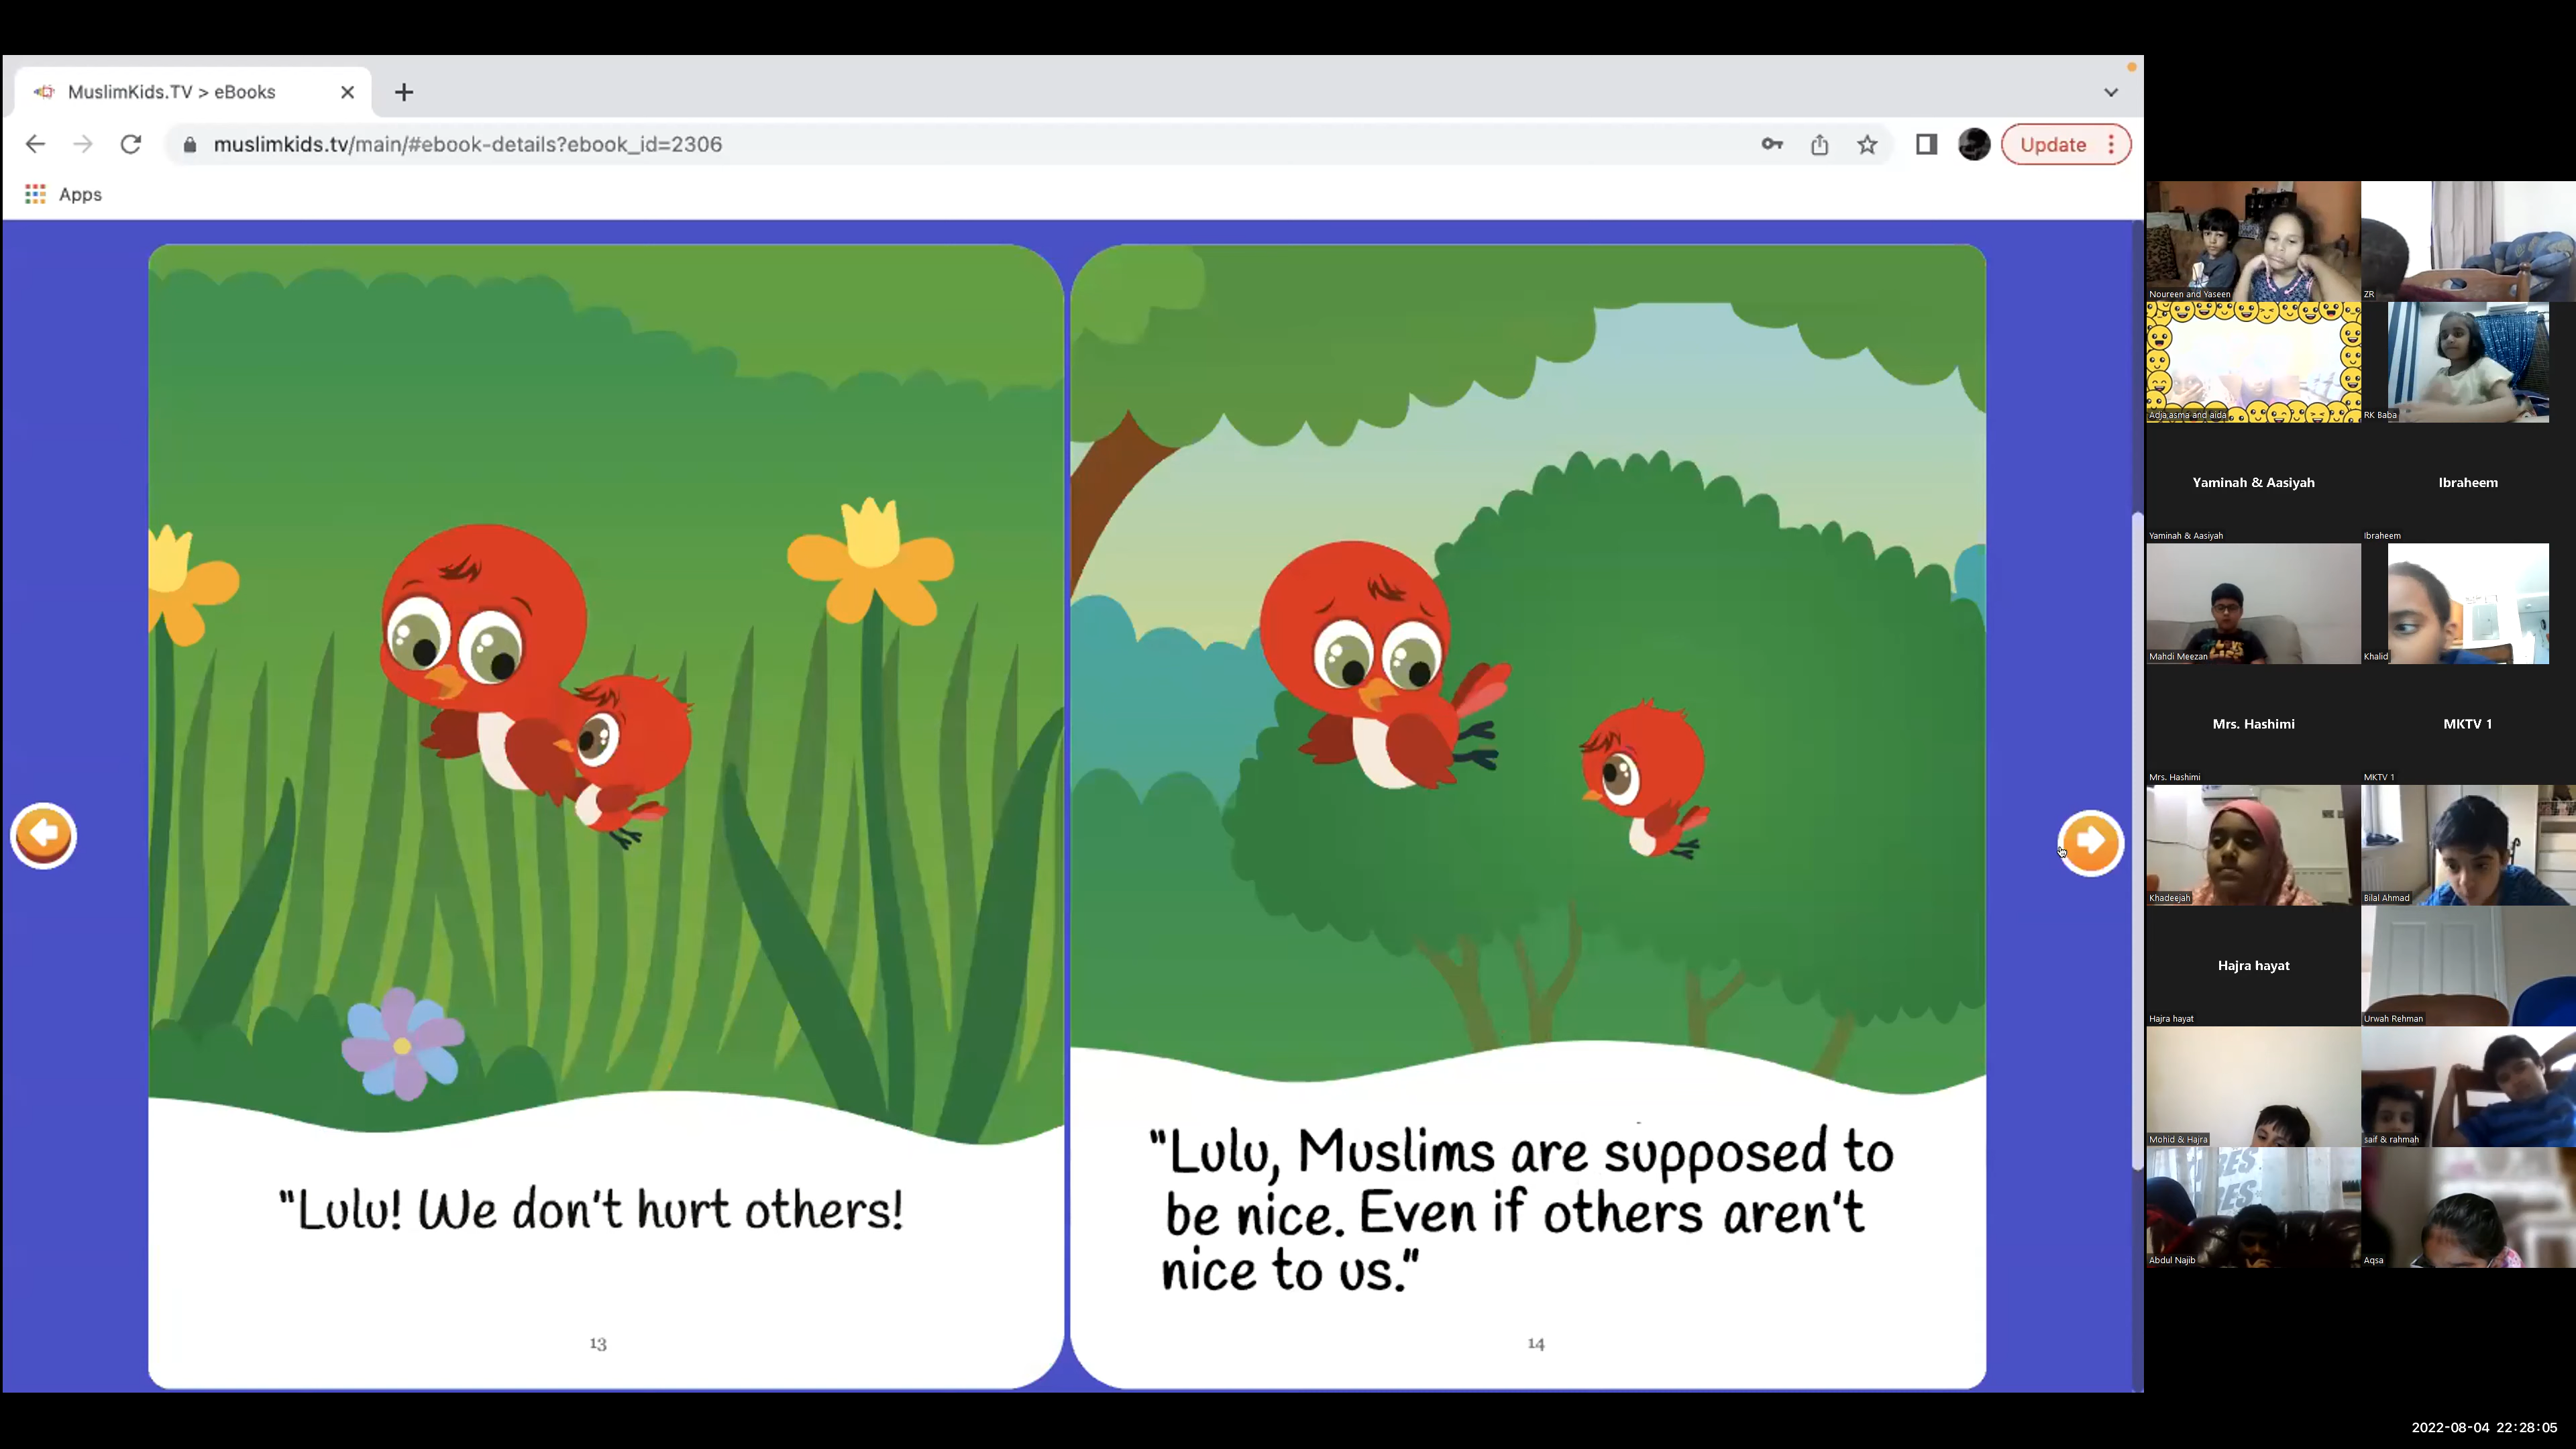 MuslimKids.TV > eBooks
muslimkids.tv/main/#ebook-details?ebook_id=2306
Update
Apps
"Lulu! We don't hurt others!
13
"Lulu, Muslims are supposed to
be nice. Even if others aren't
nice to us."
14
Noureen and Yaseen
ZR
Adia asma and aida
RK Baba
Yaminah & Aasiyah
Ibraheem
Yaminah & Aasiyah
Ibraheem
Mahdi Meezan
Khalid
Mrs. Hashimi
MKTV 1
Mrs. Hashimi
MKTV 1
Khadeejah
Bilal Ahmad
Hajra hayat
Hajra hayat
Urwah Rehman
Mohid & Hajra
saif & rahmah
Abdul Najib
Aqsa
2022-08-04 22:28:05